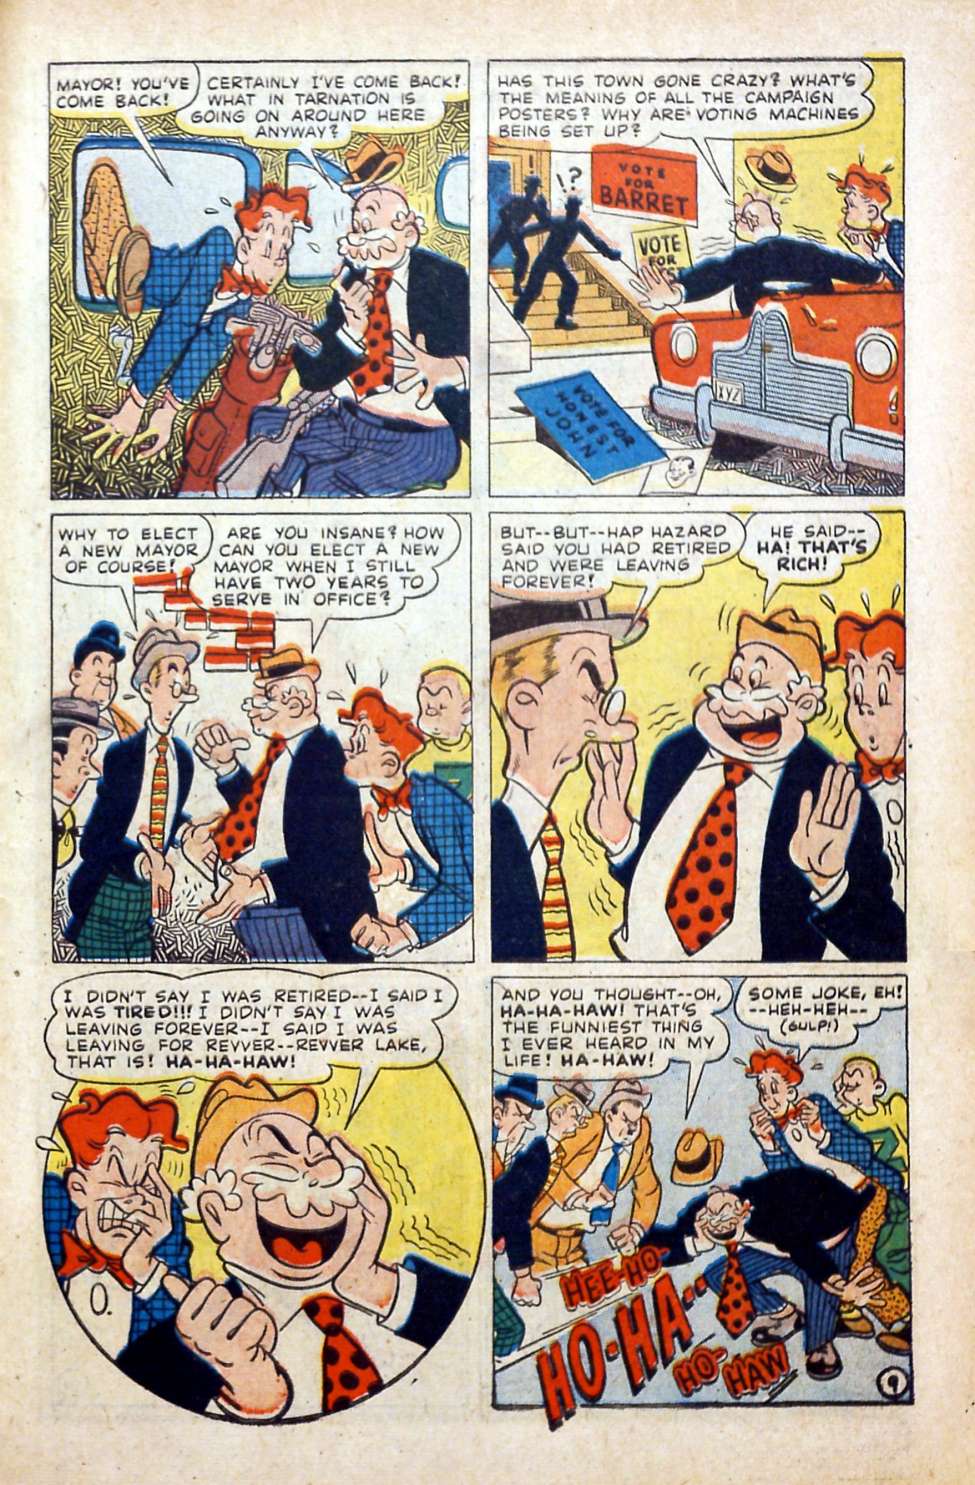 MAYOR! YOU'VE
COME BACK!
CERTAINLY I'VE COME BACK!
WHAT IN TARNATION IS
GOING ON AROUND HERE
ANYWAY?
HAS THIS TOWN GONE CRAZY? WHAT'S
THE MEANING OF ALL THE CAMPAIGN
POSTERS? WHY ARE VOTING MACHINES
BEING SET UP?
!?
VOTE
FOR
BARRET
VOTE
FOR
XYZ
VOTE FOR
HONEST
JOHN
WHY TO ELECT
A NEW MAYOR
OF COURSE!
ARE YOU INSANE? HOW
CAN YOU ELECT A NEW
MAYOR WHEN I STILL
HAVE TWO YEARS TO
SERVE IN OFFICE?
BUT--BUT--HAP HAZARD
SAID YOU HAD RETIRED
AND WERE LEAVING
FOREVER!
HE SAID--
HA! THAT'S
RICH!
I DIDN'T SAY I WAS RETIRED--I SAID I
WAS TIRED!!! I DIDN'T SAY I WAS
LEAVING FOREVER--I SAID I WAS
LEAVING FOR REVVER--REVVER LAKE,
THAT IS! HA-HA-HAW!
AND YOU THOUGHT--OH,
HA-HA-HAW! THAT'S
THE FUNNIEST THING
I EVER HEARD IN MY
LIFE! HA-HAW!
SOME JOKE, EH!
--HEH-HEH--
(GULP!)
HEE-HO-
HO-HA--
HO-
HAW
9